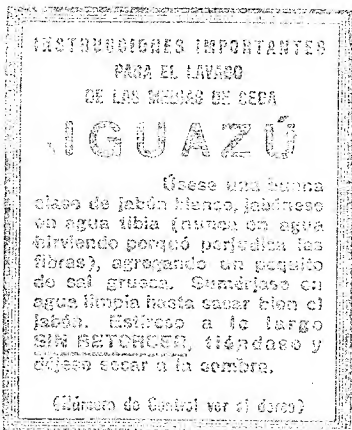 INSTRUCCIONES IMPORTANTES
PARA EL LAVADO
DE LAS MEDIAS DE SEDA
IGUAZÚ
Úsese una buena
clase de jabón blanco, jabónese
en agua tibia (nunca en agua
hirviendo porqué perjudica las
fibras), agregando un poquito
de sal gruesa. Sumérjase en
agua limpia hasta sacar bien el
jabón. Estírese a lo largo
SIN RETORCER, tiéndase y
déjese secar a la sombra.
(Número de Control ver al dorso)